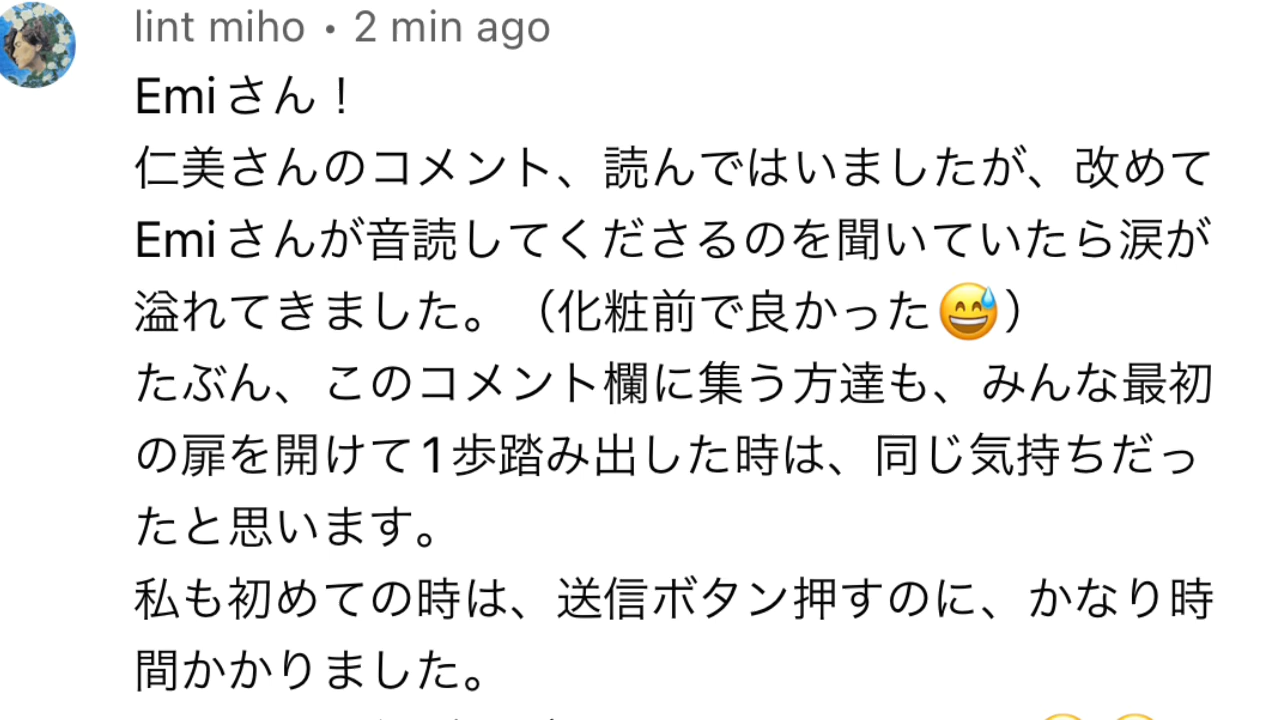 lint miho • 2 min ago
Emiさん！
仁美さんのコメント、読んではいましたが、改めて
Emiさんが音読してくださるのを聞いていたら涙が
溢れてきました。（化粧前で良かった😅）
たぶん、このコメント欄に集う方達も、みんな最初
の扉を開けて1歩踏み出した時は、同じ気持ちだっ
たと思います。
私も初めての時は、送信ボタン押すのに、かなり時
間かかりました。